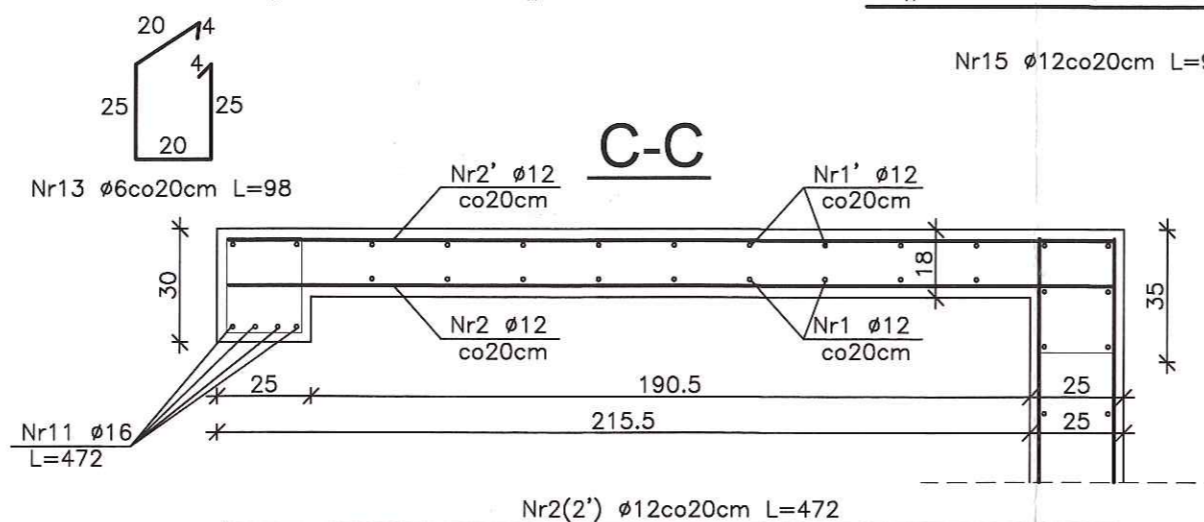 20
4
4
25
25
20
Nr15 ø12co20cm L=9
C-C
Nr13 ø6co20cm L=98
Nr2' ø12
co20cm
Nr1' ø12
co20cm
30
18
35
Nr2 ø12
co20cm
Nr1 ø12
co20cm
25
190.5
25
215.5
25
Nr11 ø16
L=472
Nr2(2') ø12co20cm L=472